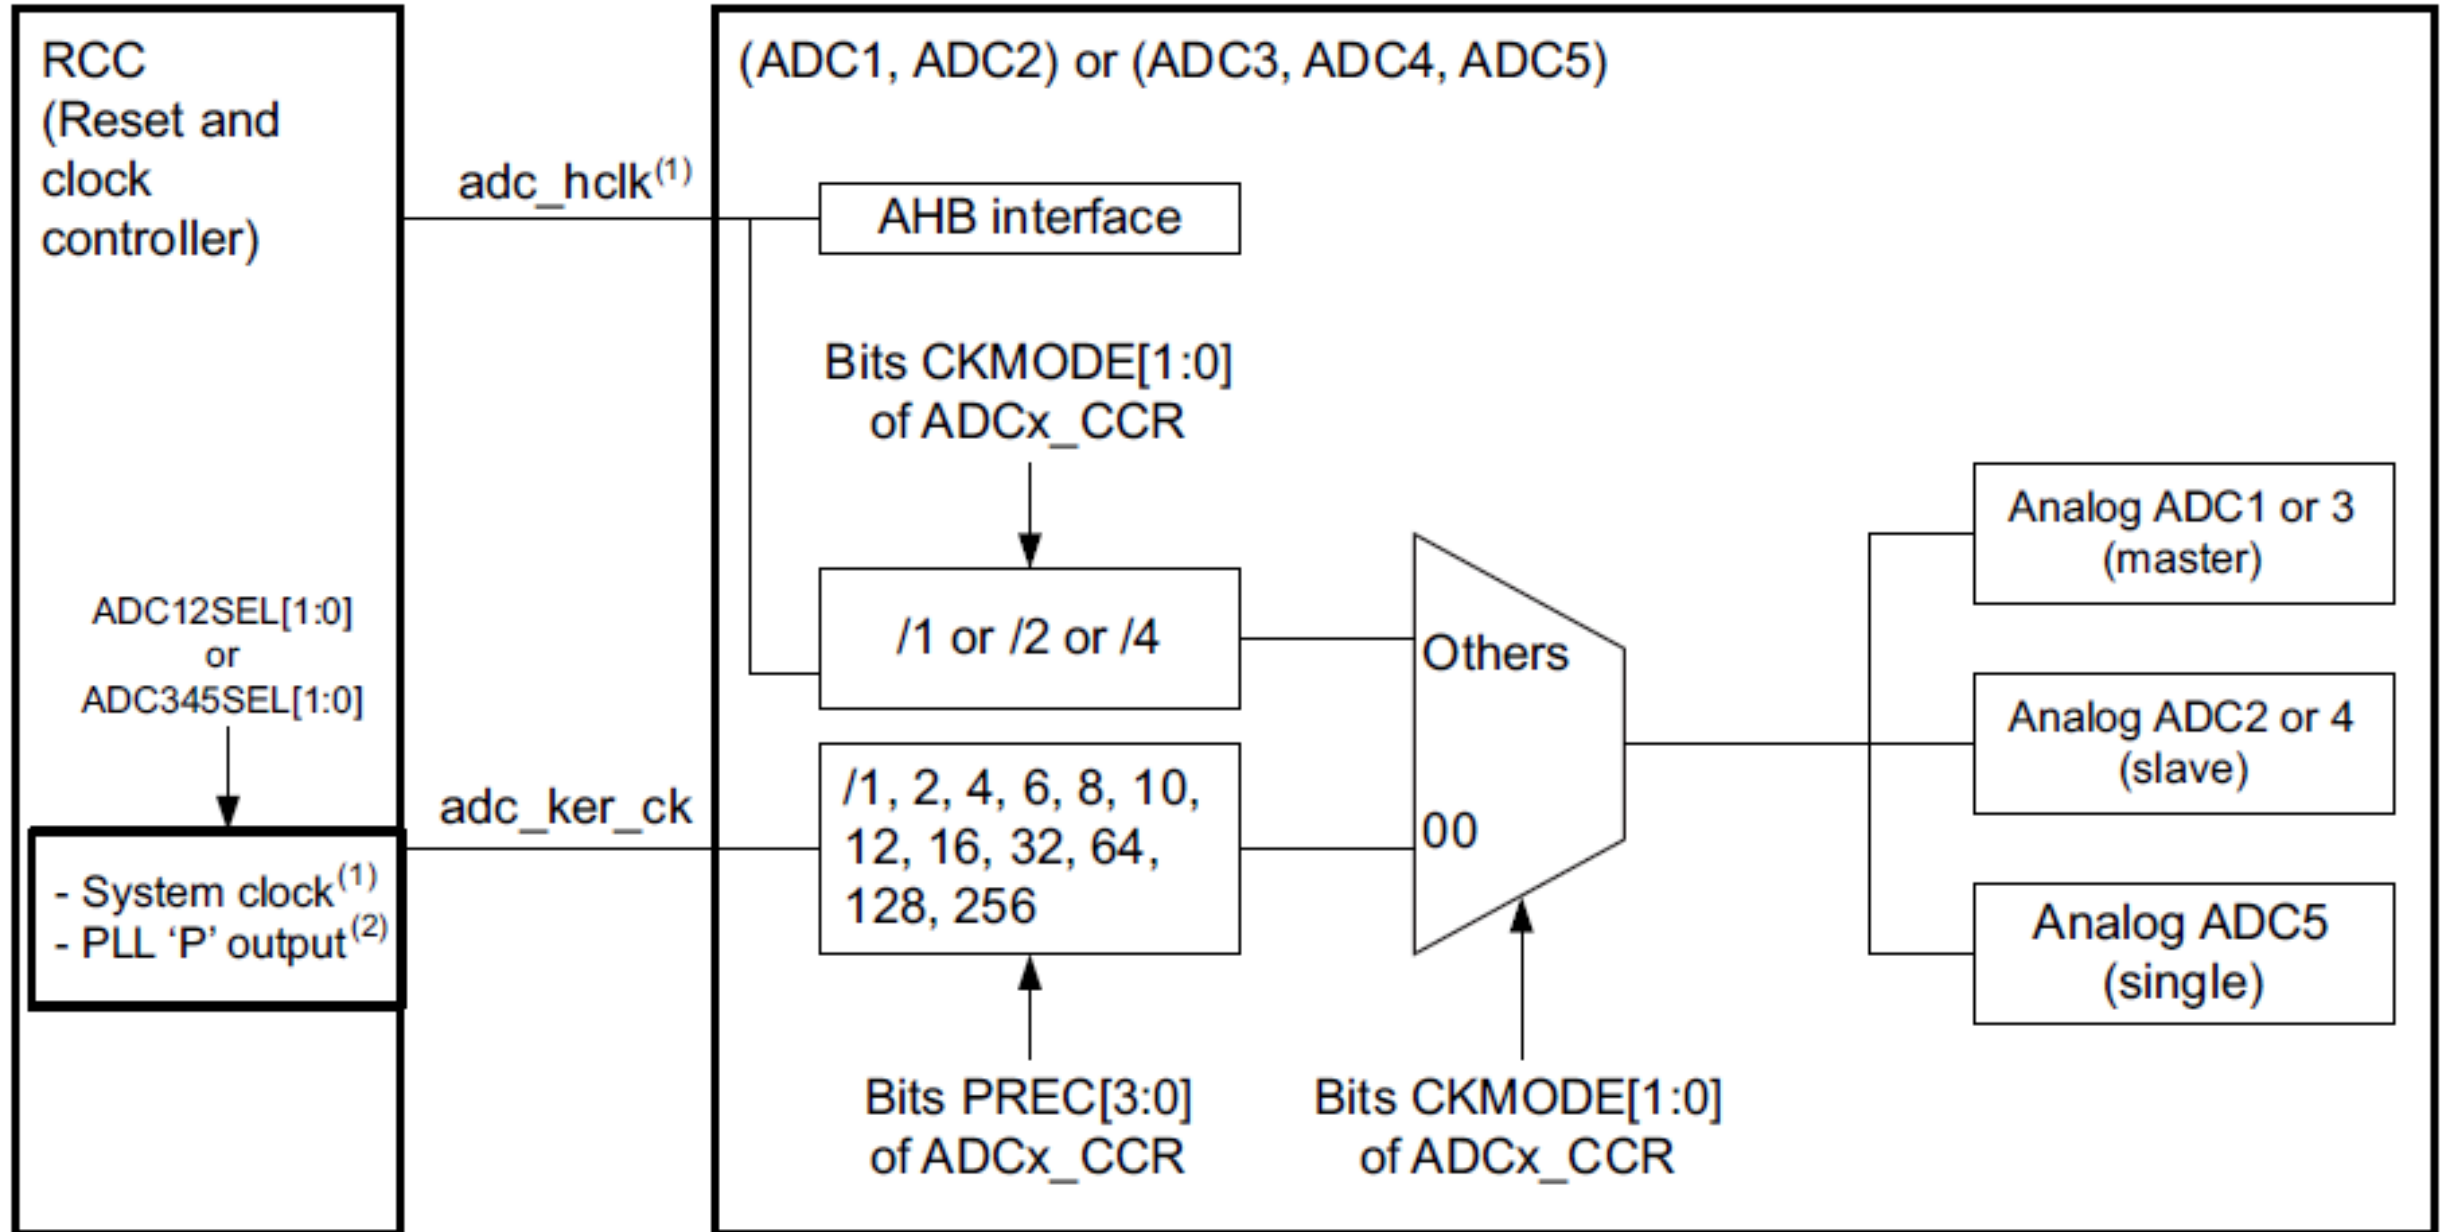 RCC
(Reset and
clock
controller)
ADC12SEL[1:0]
or
ADC345SEL[1:0]
- System clock(1)
- PLL ‘P’ output(2)
adc_hclk(1)
adc_ker_ck
(ADC1, ADC2) or (ADC3, ADC4, ADC5)
AHB interface
Bits CKMODE[1:0]
of ADCx_CCR
/1 or /2 or /4
/1, 2, 4, 6, 8, 10,
12, 16, 32, 64,
128, 256
Bits PREC[3:0]
of ADCx_CCR
Others
00
Bits CKMODE[1:0]
of ADCx_CCR
Analog ADC1 or 3
(master)
Analog ADC2 or 4
(slave)
Analog ADC5
(single)